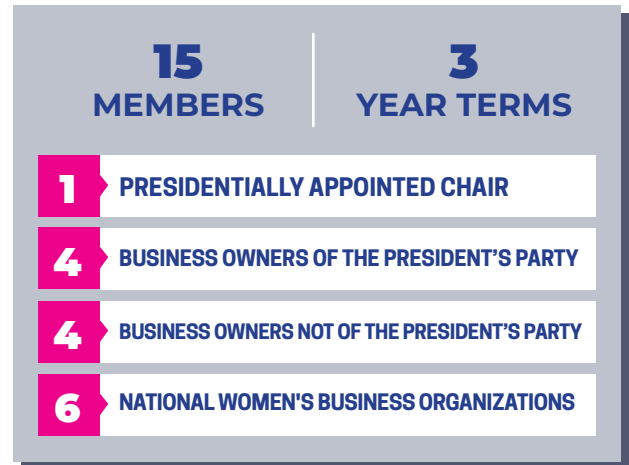 15
MEMBERS
3
YEAR TERMS
1
PRESIDENTIALLY APPOINTED CHAIR
4
BUSINESS OWNERS OF THE PRESIDENT’S PARTY
4
BUSINESS OWNERS NOT OF THE PRESIDENT’S PARTY
6
NATIONAL WOMEN'S BUSINESS ORGANIZATIONS